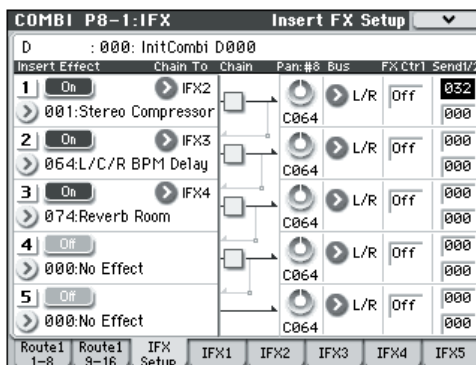 COMBI P8-1:IFX Insert FX Setup
D : 000: InitCombi D000
Insert Effect Chain To Chain Pan:#8 Bus FX Ctrl Send1/2
1 On IFX2 L/R Off 032
001:Stereo Compressor C064 000
2 On IFX3 L/R Off 000
064:L/C/R BPM Delay C064 000
3 On IFX4 L/R Off 000
074:Reverb Room C064 000
4 Off L/R Off 000
000:No Effect C064 000
5 Off L/R Off 000
000:No Effect C064 000
Route1 1-8 Route1 9-16 IFX Setup IFX1 IFX2 IFX3 IFX4 IFX5